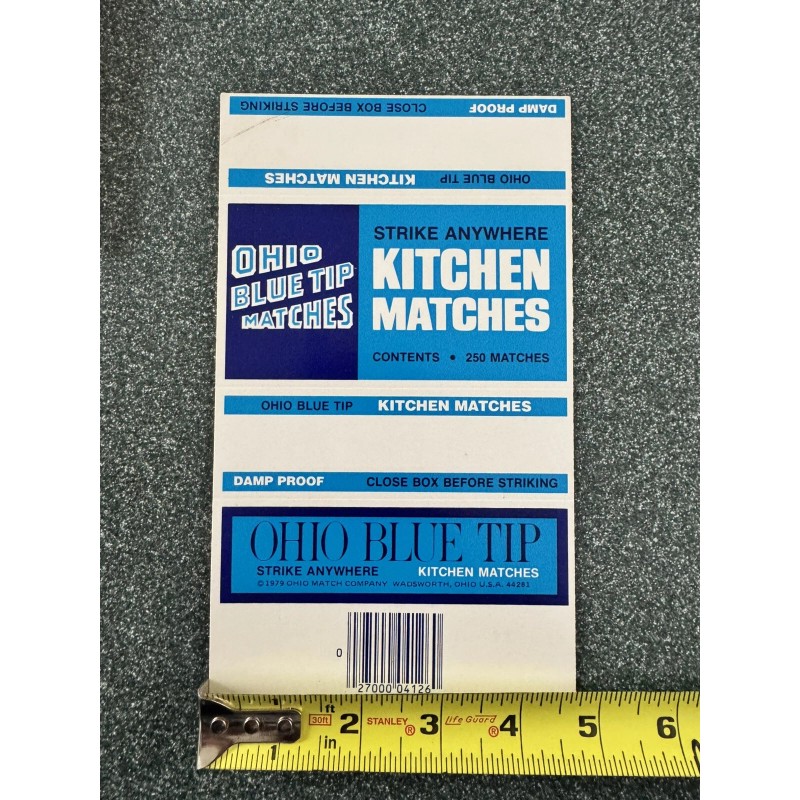 CLOSE BOX BEFORE STRIKING DAMP PROOF
KITCHEN MATCHES OHIO BLUE TIP
OHIO
BLUE TIP
MATCHES
STRIKE ANYWHERE
KITCHEN
MATCHES
CONTENTS • 250 MATCHES
OHIO BLUE TIP KITCHEN MATCHES
DAMP PROOF CLOSE BOX BEFORE STRIKING
OHIO BLUE TIP
STRIKE ANYWHERE KITCHEN MATCHES
© 1979 OHIO MATCH COMPANY WADSWORTH, OHIO U.S.A. 44281
0 27000 04126
1 ft
30ft 2 STANLEY ® 3 Life Guard ® 4 5 6
1 in